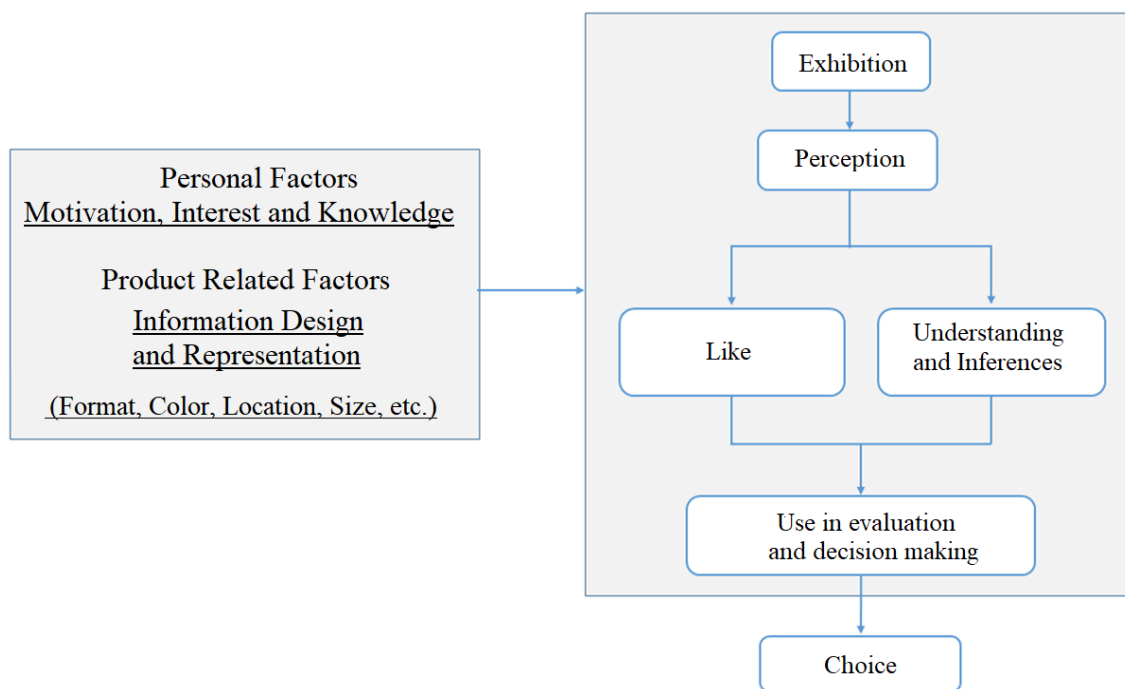 Personal Factors
Motivation, Interest and Knowledge
Product Related Factors
Information Design
and Representation
(Format, Color, Location, Size, etc.)
Exhibition
Perception
Like
Understanding
and Inferences
Use in evaluation
and decision making
Choice